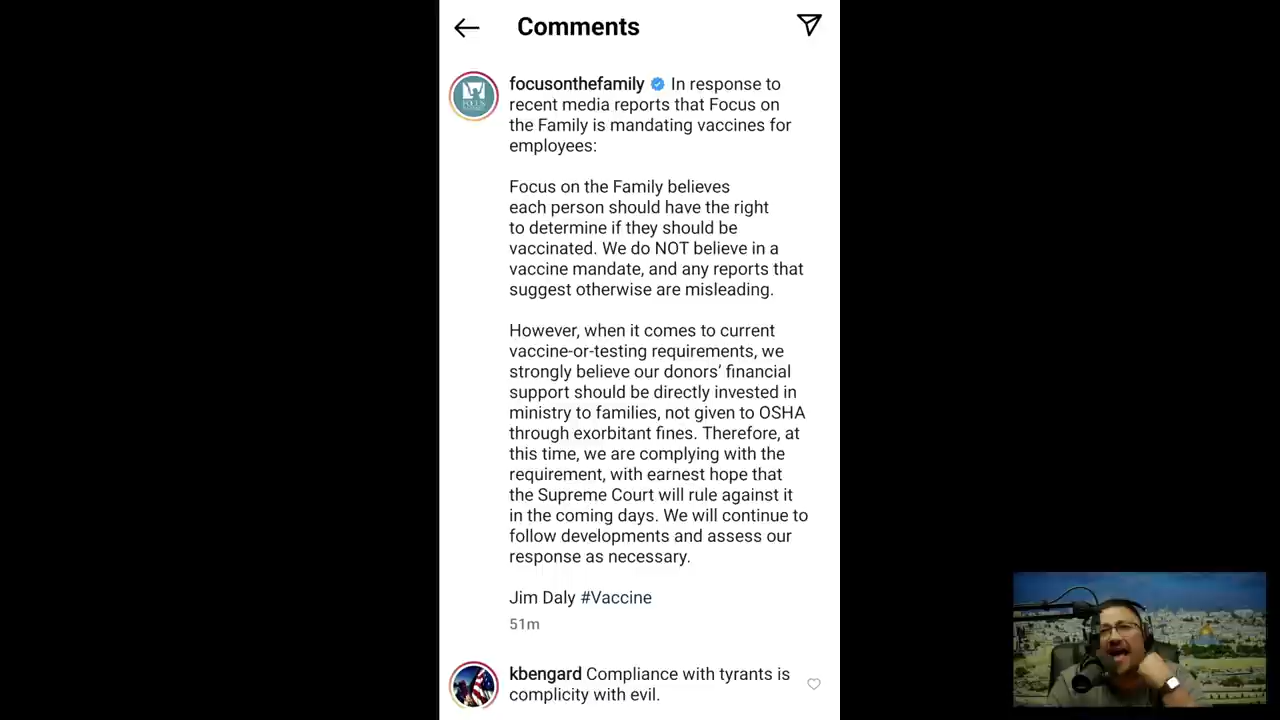 Comments
focusonthefamily In response to
recent media reports that Focus on
the Family is mandating vaccines for
employees:
Focus on the Family believes
each person should have the right
to determine if they should be
vaccinated. We do NOT believe in a
vaccine mandate, and any reports that
suggest otherwise are misleading.
However, when it comes to current
vaccine-or-testing requirements, we
strongly believe our donors’ financial
support should be directly invested in
ministry to families, not given to OSHA
through exorbitant fines. Therefore, at
this time, we are complying with the
requirement, with earnest hope that
the Supreme Court will rule against it
in the coming days. We will continue to
follow developments and assess our
response as necessary.
Jim Daly #Vaccine
51m
kbengard Compliance with tyrants is
complicity with evil.